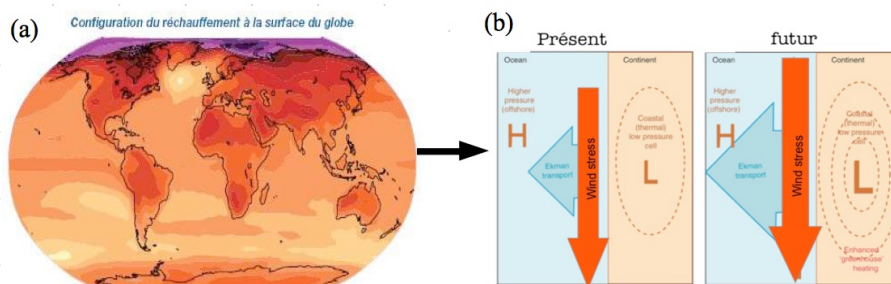 Configuration du réchauffement à la surface du globe
(a)
(b)
Présent
Ocean
Continent
Higher
pressure
(offshore)
H
Coastal
(thermal)
low pressure
cell
L
Ekman
transport
Wind stress
futur
Ocean
Continent
Higher
pressure
(offshore)
H
Coastal
(thermal)
low pressure
cell
L
Ekman
transport
Wind stress
Enhanced
'greenhouse'
heating